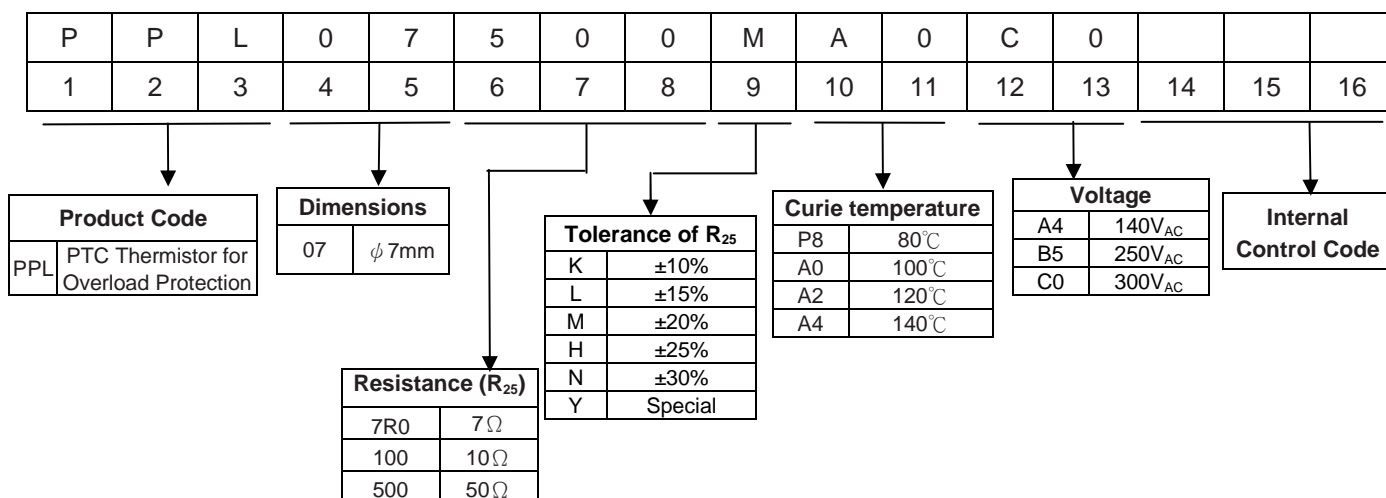 P P L 0 7 5 0 0 M A 0 C 0
1 2 3 4 5 6 7 8 9 10 11 12 13 14 15 16
Product Code
PPL PTC Thermistor for
Overload Protection
Dimensions
07 ϕ 7mm
Resistance (R25)
7R0 7Ω
100 10Ω
500 50Ω
Tolerance of R25
K ±10%
L ±15%
M ±20%
H ±25%
N ±30%
Y Special
Curie temperature
P8 80℃
A0 100℃
A2 120℃
A4 140℃
Voltage
A4 140VAC
B5 250VAC
C0 300VAC
Internal
Control Code